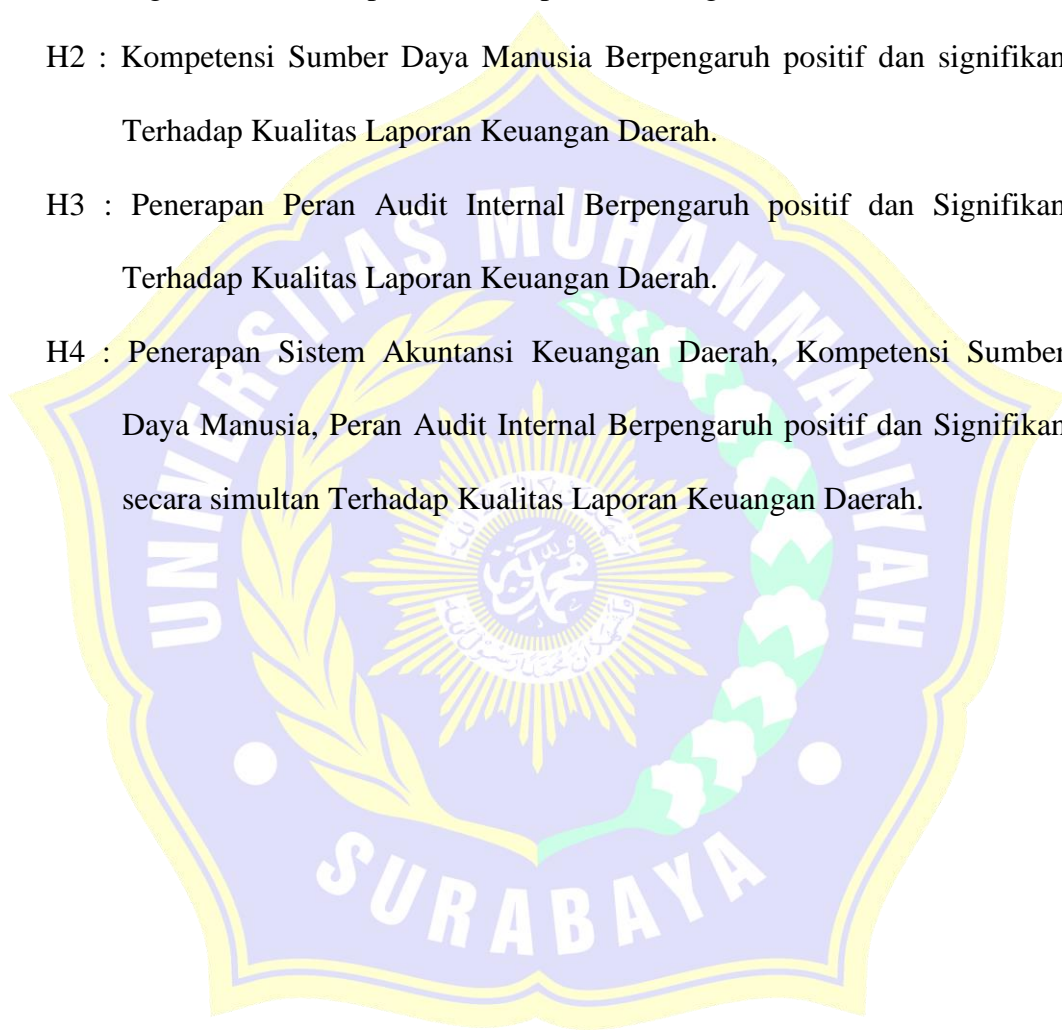 H2 : Kompetensi Sumber Daya Manusia Berpengaruh positif dan signifikan
Terhadap Kualitas Laporan Keuangan Daerah.
H3 : Penerapan Peran Audit Internal Berpengaruh positif dan Signifikan
Terhadap Kualitas Laporan Keuangan Daerah.
H4 : Penerapan Sistem Akuntansi Keuangan Daerah, Kompetensi Sumber
Daya Manusia, Peran Audit Internal Berpengaruh positif dan Signifikan
secara simultan Terhadap Kualitas Laporan Keuangan Daerah.
UNIVERSITAS MUHAMMADIYAH
محمد
SURABAYA